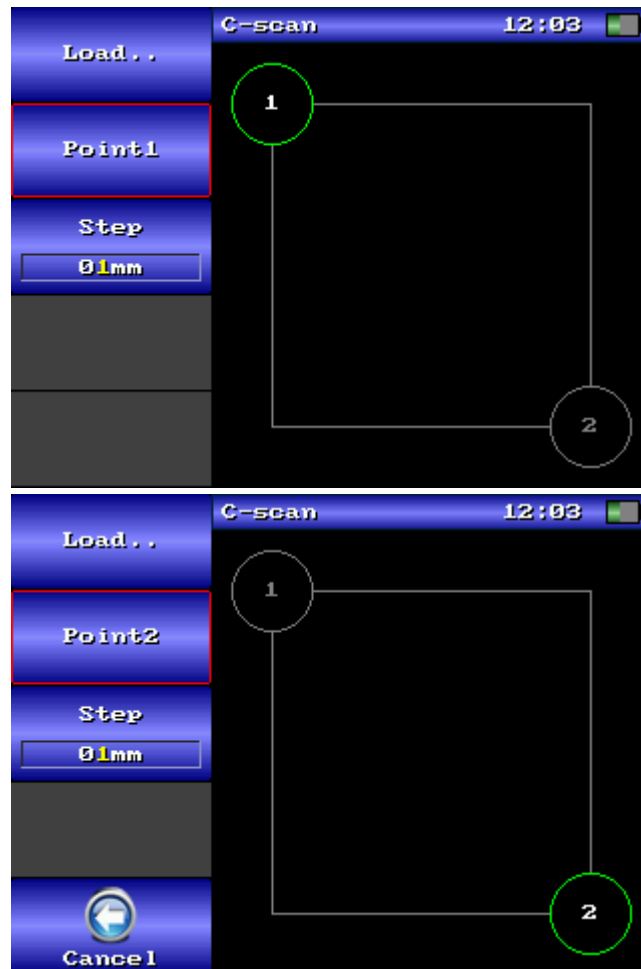 C-scan 12:03
Load..
1
Point1
Step
01mm
2
C-scan 12:03
Load..
1
Point2
Step
01mm
2
Cancel